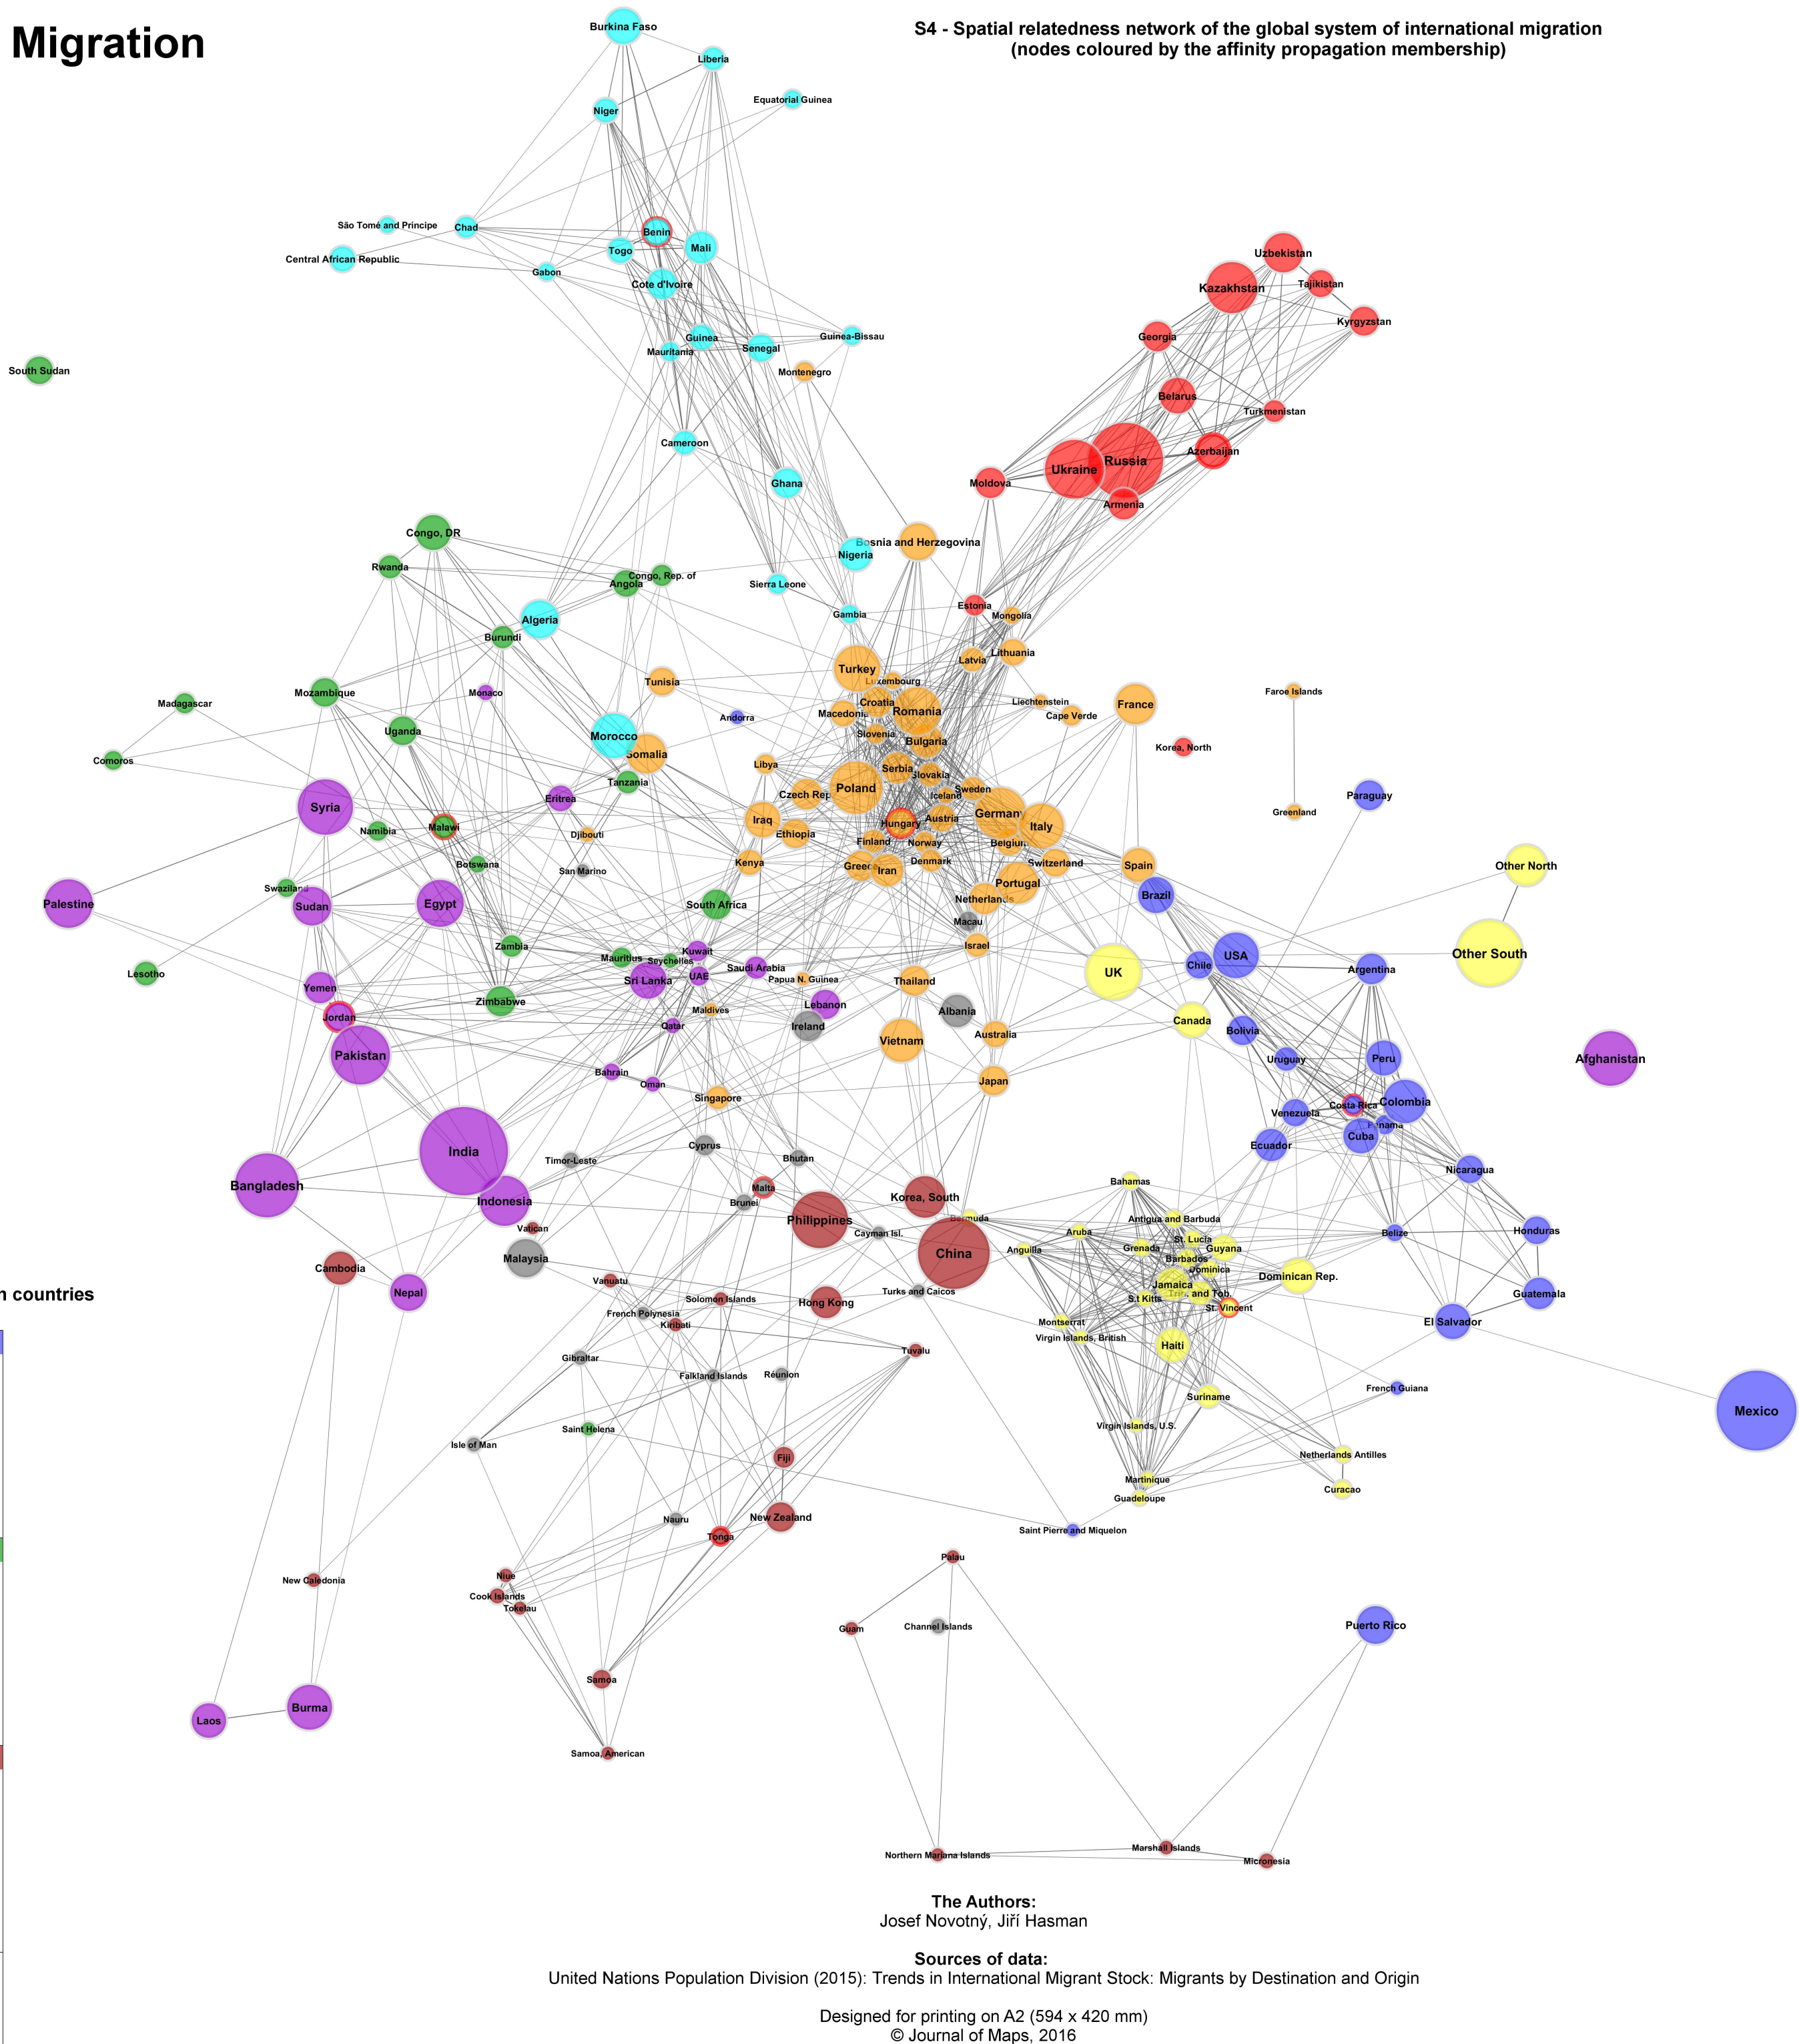 Migration
S4 - Spatial relatedness network of the global system of international migration
(nodes coloured by the affinity propagation membership)
Burkina Faso
Liberia
Equatorial Guinea
Niger
São Tomé and Principe
Chad
Benin
Togo
Mali
Central African Republic
Gabon
Cote d'Ivoire
Uzbekistan
Kazakhstan
Tajikistan
Kyrgyzstan
Georgia
Guinea
Guinea-Bissau
Mauritania
Senegal
South Sudan
Montenegro
Belarus
Turkmenistan
Cameroon
Azerbaijan
Russia
Ukraine
Ghana
Moldova
Armenia
Congo, DR
Bosnia and Herzegovina
Nigeria
Rwanda
Congo, Rep. of
Angola
Sierra Leone
Estonia
Gambia
Mongolia
Algeria
Burundi
Lithuania
Latvia
Turkey
Tunisia
Luxembourg
Mozambique
Monaco
Faroe Islands
Madagascar
Croatia
Liechtenstein
France
Romania
Macedonia
Cape Verde
Andorra
Uganda
Morocco
Slovenia
Bulgaria
Korea, North
Somalia
Comoros
Libya
Serbia
Slovakia
Tanzania
Poland
Sweden
Czech Rep.
Iceland
Paraguay
Eritrea
Syria
Greenland
Germany
Iraq
Austria
Hungary
Italy
Namibia
Malawi
Djibouti
Ethiopia
Finland
Norway
Belgium
Botswana
Kenya
Denmark
Switzerland
Greece
Iran
Spain
Other North
San Marino
Swaziland
Portugal
Brazil
Palestine
Sudan
Egypt
South Africa
Netherlands
Macau
Zambia
Israel
Kuwait
USA
Other South
Mauritius
Seychelles
Chile
Argentina
Saudi Arabia
UK
Lesotho
UAE
Sri Lanka
Papua N. Guinea
Thailand
Yemen
Zimbabwe
Lebanon
Maldives
Albania
Jordan
Qatar
Ireland
Canada
Bolivia
Australia
Vietnam
Pakistan
Uruguay
Peru
Afghanistan
Bahrain
Oman
Japan
Singapore
Costa Rica
Colombia
Venezuela
Panama
Cuba
Ecuador
India
Cyprus
Timor-Leste
Bhutan
Nicaragua
Bangladesh
Indonesia
Malta
Brunei
Korea, South
Bahamas
Philippines
Bermuda
Antigua and Barbuda
Vatican
Cayman Isl.
Aruba
Belize
Honduras
St. Lucia
Anguilla
Grenada
Guyana
China
Malaysia
Barbados
Cambodia
Dominica
Dominican Rep.
Vanuatu
Jamaica
Nepal
Turks and Caicos
Trin. and Tob.
Guatemala
n countries
Solomon Islands
Hong Kong
S.t Kitts
St. Vincent
French Polynesia
Kiribati
Montserrat
El Salvador
Virgin Islands, British
Haiti
Tuvalu
Gibraltar
Réunion
Falkland Islands
French Guiana
Suriname
Mexico
Virgin Islands, U.S.
Saint Helena
Isle of Man
Fiji
Netherlands Antilles
Martinique
Curacao
Guadeloupe
Nauru
New Zealand
Saint Pierre and Miquelon
Tonga
Palau
New Caledonia
Niue
Cook Islands
Tokelau
Guam
Channel Islands
Puerto Rico
Samoa
Burma
Laos
Samoa, American
Marshall Islands
Northern Mariana Islands
Micronesia
The Authors:
Josef Novotný, Jiří Hasman
Sources of data:
United Nations Population Division (2015): Trends in International Migrant Stock: Migrants by Destination and Origin
Designed for printing on A2 (594 x 420 mm)
© Journal of Maps, 2016